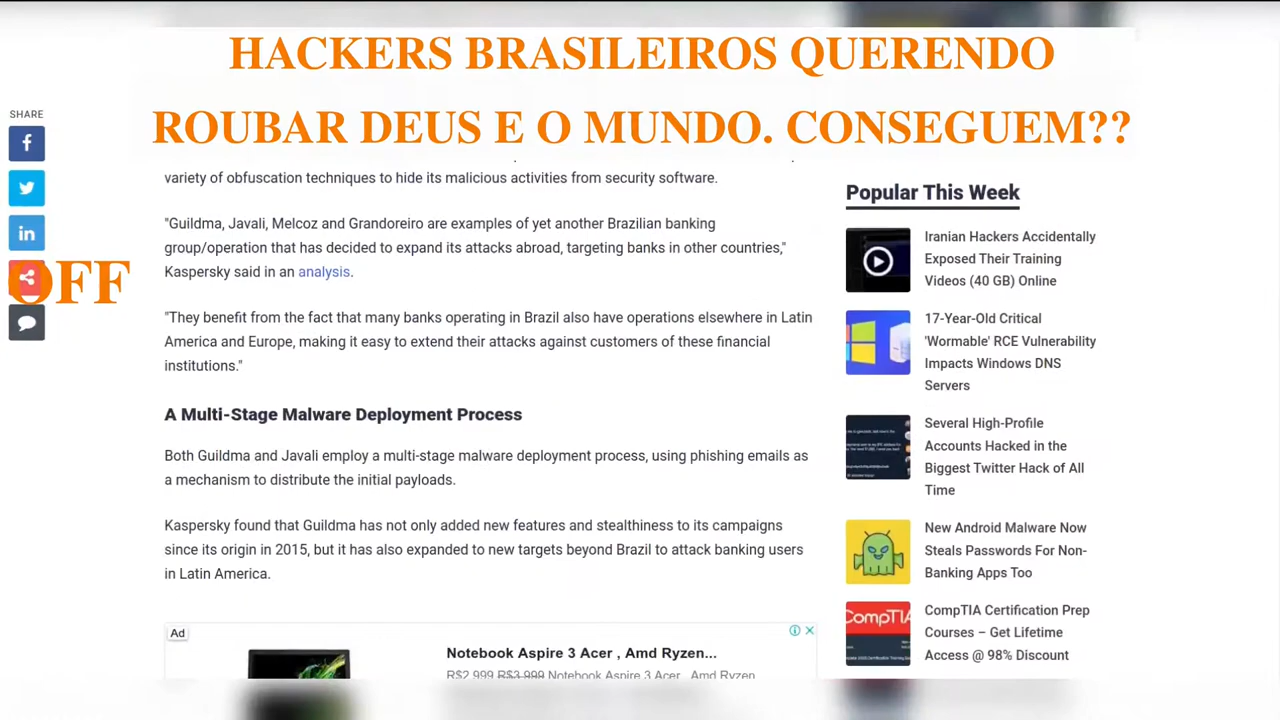 HACKERS BRASILEIROS QUERENDO
ROUBAR DEUS E O MUNDO. CONSEGUEM??
SHARE
OFF
variety of obfuscation techniques to hide its malicious activities from security software.
"Guildma, Javali, Melcoz and Grandoreiro are examples of yet another Brazilian banking
group/operation that has decided to expand its attacks abroad, targeting banks in other countries,"
Kaspersky said in an analysis.
"They benefit from the fact that many banks operating in Brazil also have operations elsewhere in Latin
America and Europe, making it easy to extend their attacks against customers of these financial
institutions."
A Multi-Stage Malware Deployment Process
Both Guildma and Javali employ a multi-stage malware deployment process, using phishing emails as
a mechanism to distribute the initial payloads.
Kaspersky found that Guildma has not only added new features and stealthiness to its campaigns
since its origin in 2015, but it has also expanded to new targets beyond Brazil to attack banking users
in Latin America.
Ad
Notebook Aspire 3 Acer , Amd Ryzen...
R$2.999 R$3.999 Notebook Aspire 3 Acer , Amd Ryzen
Popular This Week
Iranian Hackers Accidentally
Exposed Their Training
Videos (40 GB) Online
17-Year-Old Critical
'Wormable' RCE Vulnerability
Impacts Windows DNS
Servers
Several High-Profile
Accounts Hacked in the
Biggest Twitter Hack of All
Time
New Android Malware Now
Steals Passwords For Non-
Banking Apps Too
CompTIA
CompTIA Certification Prep
Courses – Get Lifetime
Access @ 98% Discount